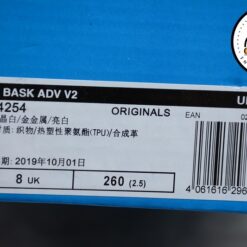 BASK ADV V2
4254
ORIGINALS
EAN
晶白/金金属/亮白
质: 织物/热塑性聚氨酯(TPU)/合成革
期: 2019年10月01日
8 UK
260 (2.5)
4 061616 296